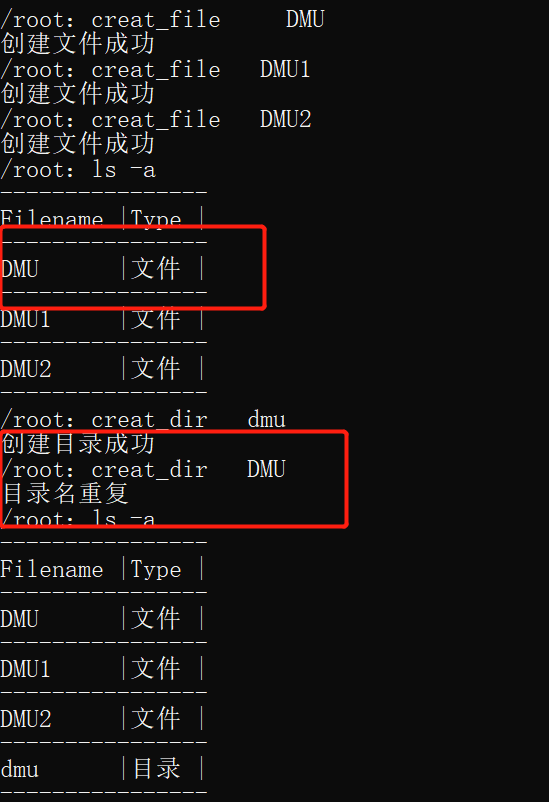 /root: creat_file     DMU
创建文件成功
/root: creat_file   DMU1
创建文件成功
/root: creat_file   DMU2
创建文件成功
/root: ls -a
----------------
Filename |Type |
----------------
DMU      |文件 |
----------------
DMU1     |文件 |
----------------
DMU2     |文件 |
----------------
/root: creat_dir   dmu
创建目录成功
/root: creat_dir   DMU
目录名重复
/root: ls -a
----------------
Filename |Type |
----------------
DMU      |文件 |
----------------
DMU1     |文件 |
----------------
DMU2     |文件 |
----------------
dmu      |目录 |
----------------